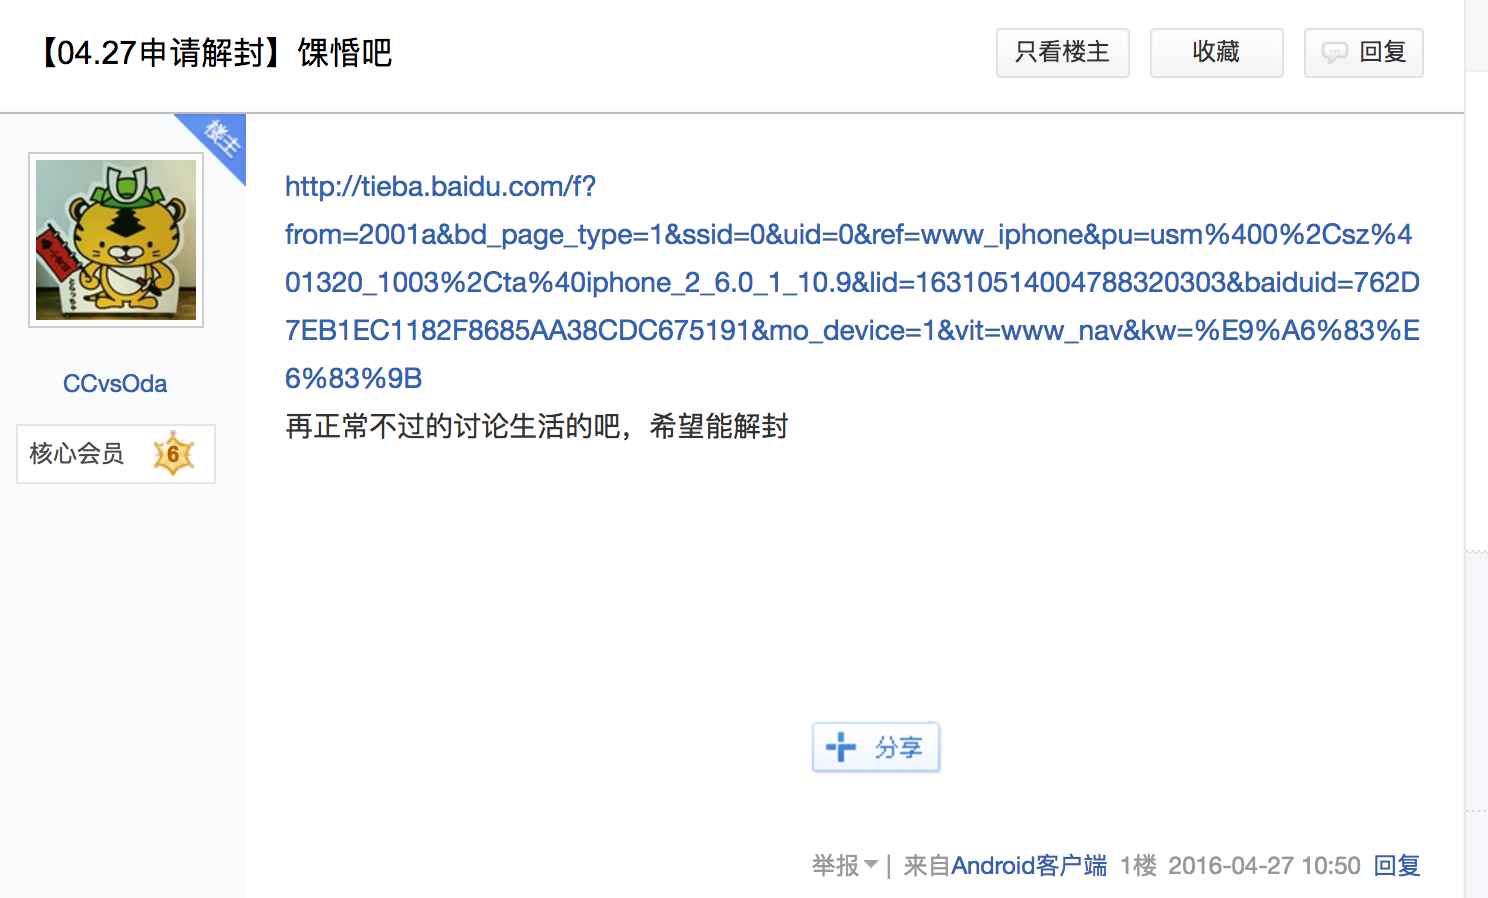 【04.27申请解封】馃惛吧
只看楼主
收藏
回复
楼主
http://tieba.baidu.com/f?
from=2001a&bd_page_type=1&ssid=0&uid=0&ref=www_iphone&pu=usm%400%2Csz%4
01320_1003%2Cta%40iphone_2_6.0_1_10.9&lid=16310514004788320303&baiduid=762D
7EB1EC1182F8685AA38CDC675191&mo_device=1&vit=www_nav&kw=%E9%A6%83%E
6%83%9B
再正常不过的讨论生活的吧，希望能解封
CCvsOda
核心会员 6
分享
举报 | 来自Android客户端 1楼 2016-04-27 10:50 回复